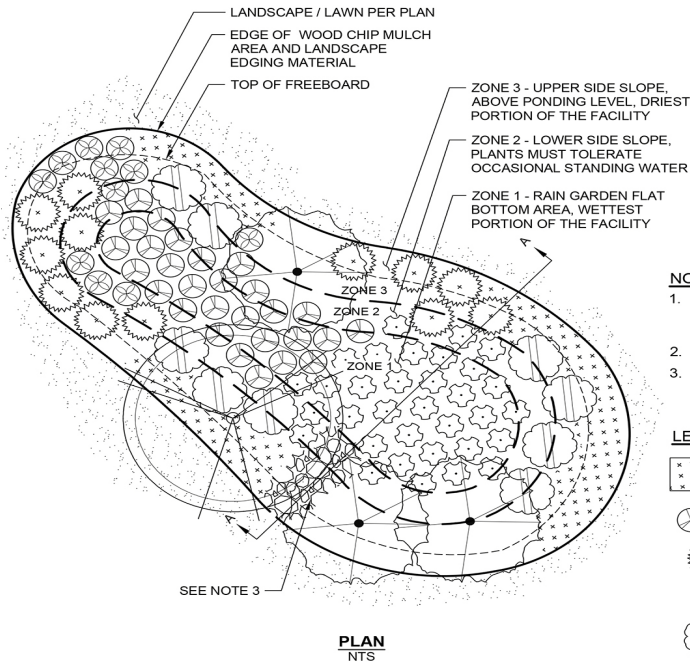 LANDSCAPE / LAWN PER PLAN
EDGE OF WOOD CHIP MULCH
AREA AND LANDSCAPE
EDGING MATERIAL
TOP OF FREEBOARD
ZONE 3 - UPPER SIDE SLOPE,
ABOVE PONDING LEVEL, DRIEST
PORTION OF THE FACILITY
ZONE 2 - LOWER SIDE SLOPE,
PLANTS MUST TOLERATE
OCCASIONAL STANDING WATER
ZONE 1 - RAIN GARDEN FLAT
BOTTOM AREA, WETTEST
PORTION OF THE FACILITY
A
ZONE 3
ZONE 2
ZONE 1
A
NO
1.
2.
3.
LE
SEE NOTE 3
PLAN
NTS